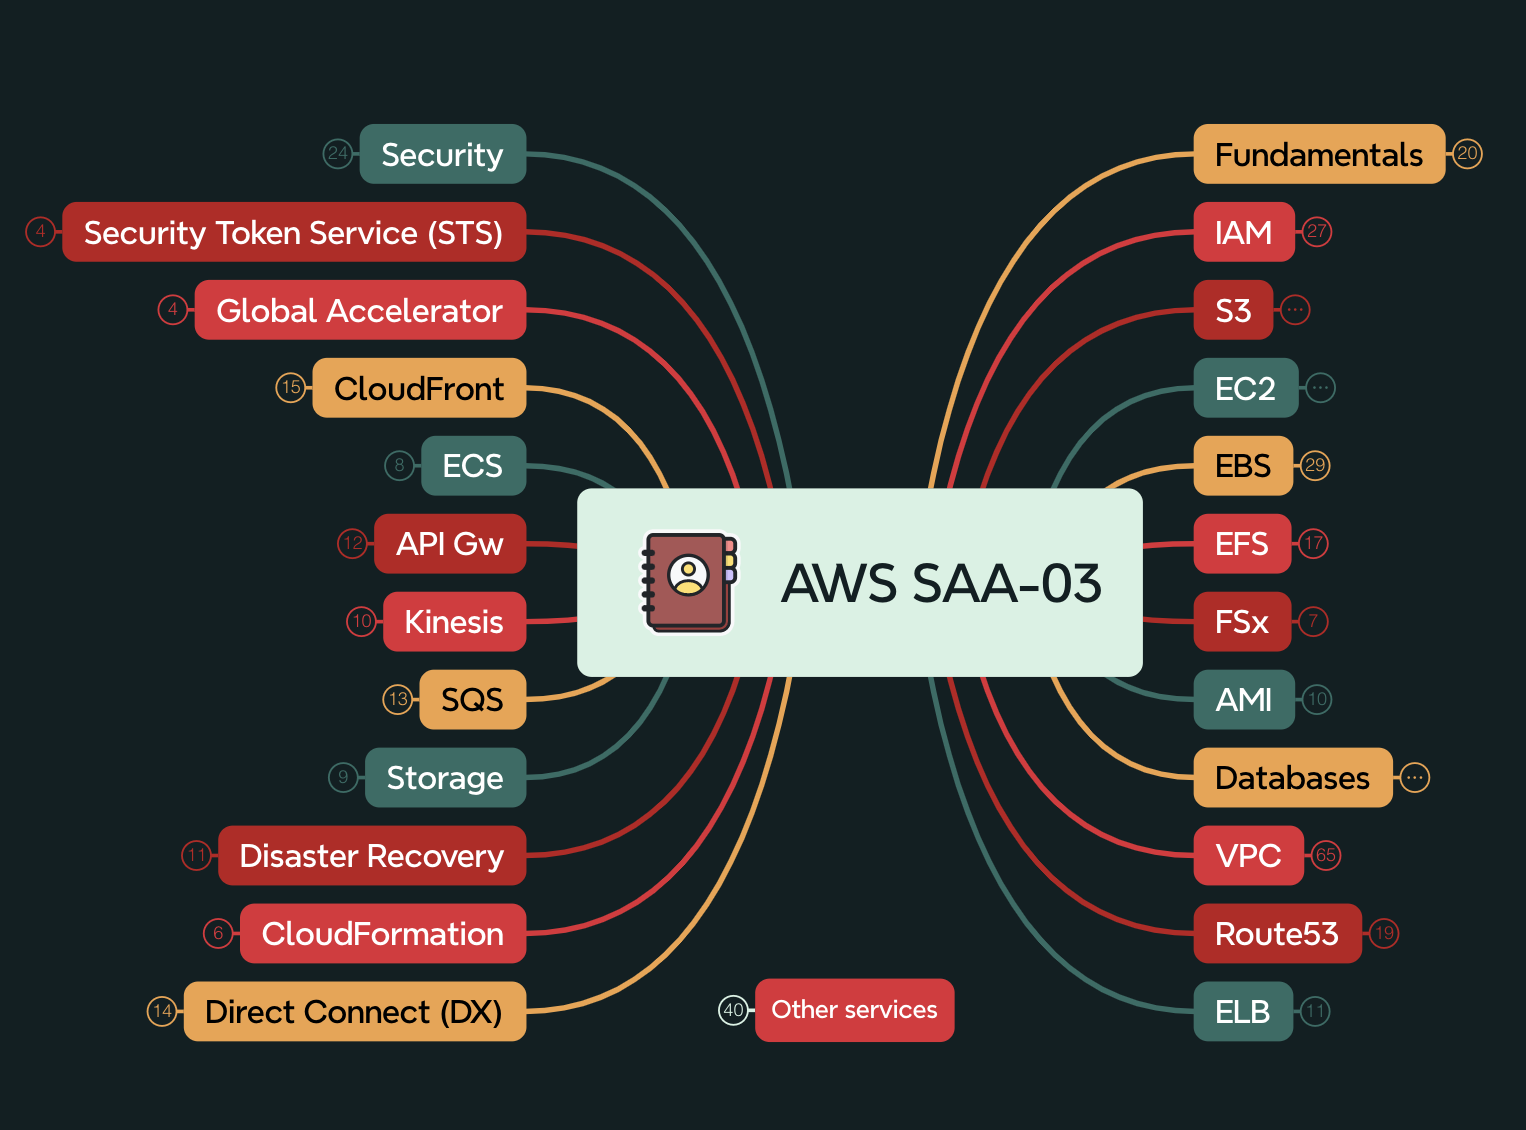 24 Security
4 Security Token Service (STS)
4 Global Accelerator
15 CloudFront
8 ECS
12 API Gw
10 Kinesis
13 SQS
9 Storage
11 Disaster Recovery
6 CloudFormation
14 Direct Connect (DX)
AWS SAA-03
40 Other services
Fundamentals 20
IAM 27
S3 ...
EC2 ...
EBS 29
EFS 17
FSx 7
AMI 10
Databases ...
VPC 65
Route53 19
ELB 11